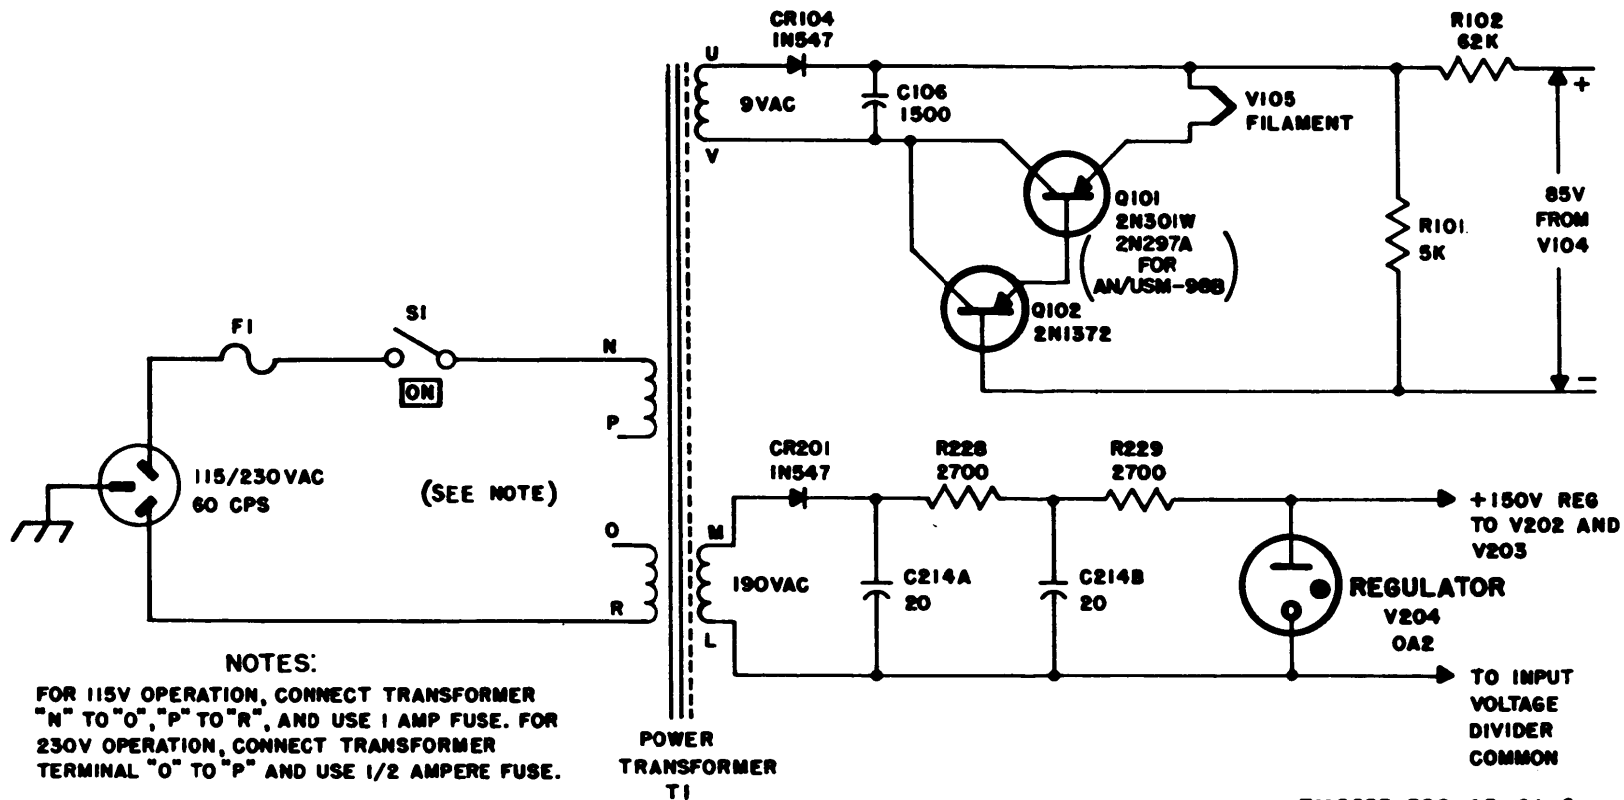 CR104
1N547
R102
62K
U
9VAC
V
C106
1500
V105
FILAMENT
+
Q101
2N301W
2N297A
FOR
AN/USM-98B
85V
FROM
V104
R101
5K
Q102
2N1372
−
F1
S1
ON
N
P
115/230 VAC
60 CPS
(SEE NOTE)
O
R
CR201
1N547
R228
2700
R229
2700
M
190VAC
L
C214A
20
C214B
20
+150V REG
TO V202 AND
V203
REGULATOR
V204
OA2
TO INPUT
VOLTAGE
DIVIDER
COMMON
NOTES:
FOR 115V OPERATION, CONNECT TRANSFORMER
"N" TO "O", "P" TO "R", AND USE 1 AMP FUSE. FOR
230V OPERATION, CONNECT TRANSFORMER
TERMINAL "O" TO "P" AND USE 1/2 AMPERE FUSE.
POWER
TRANSFORMER
T1